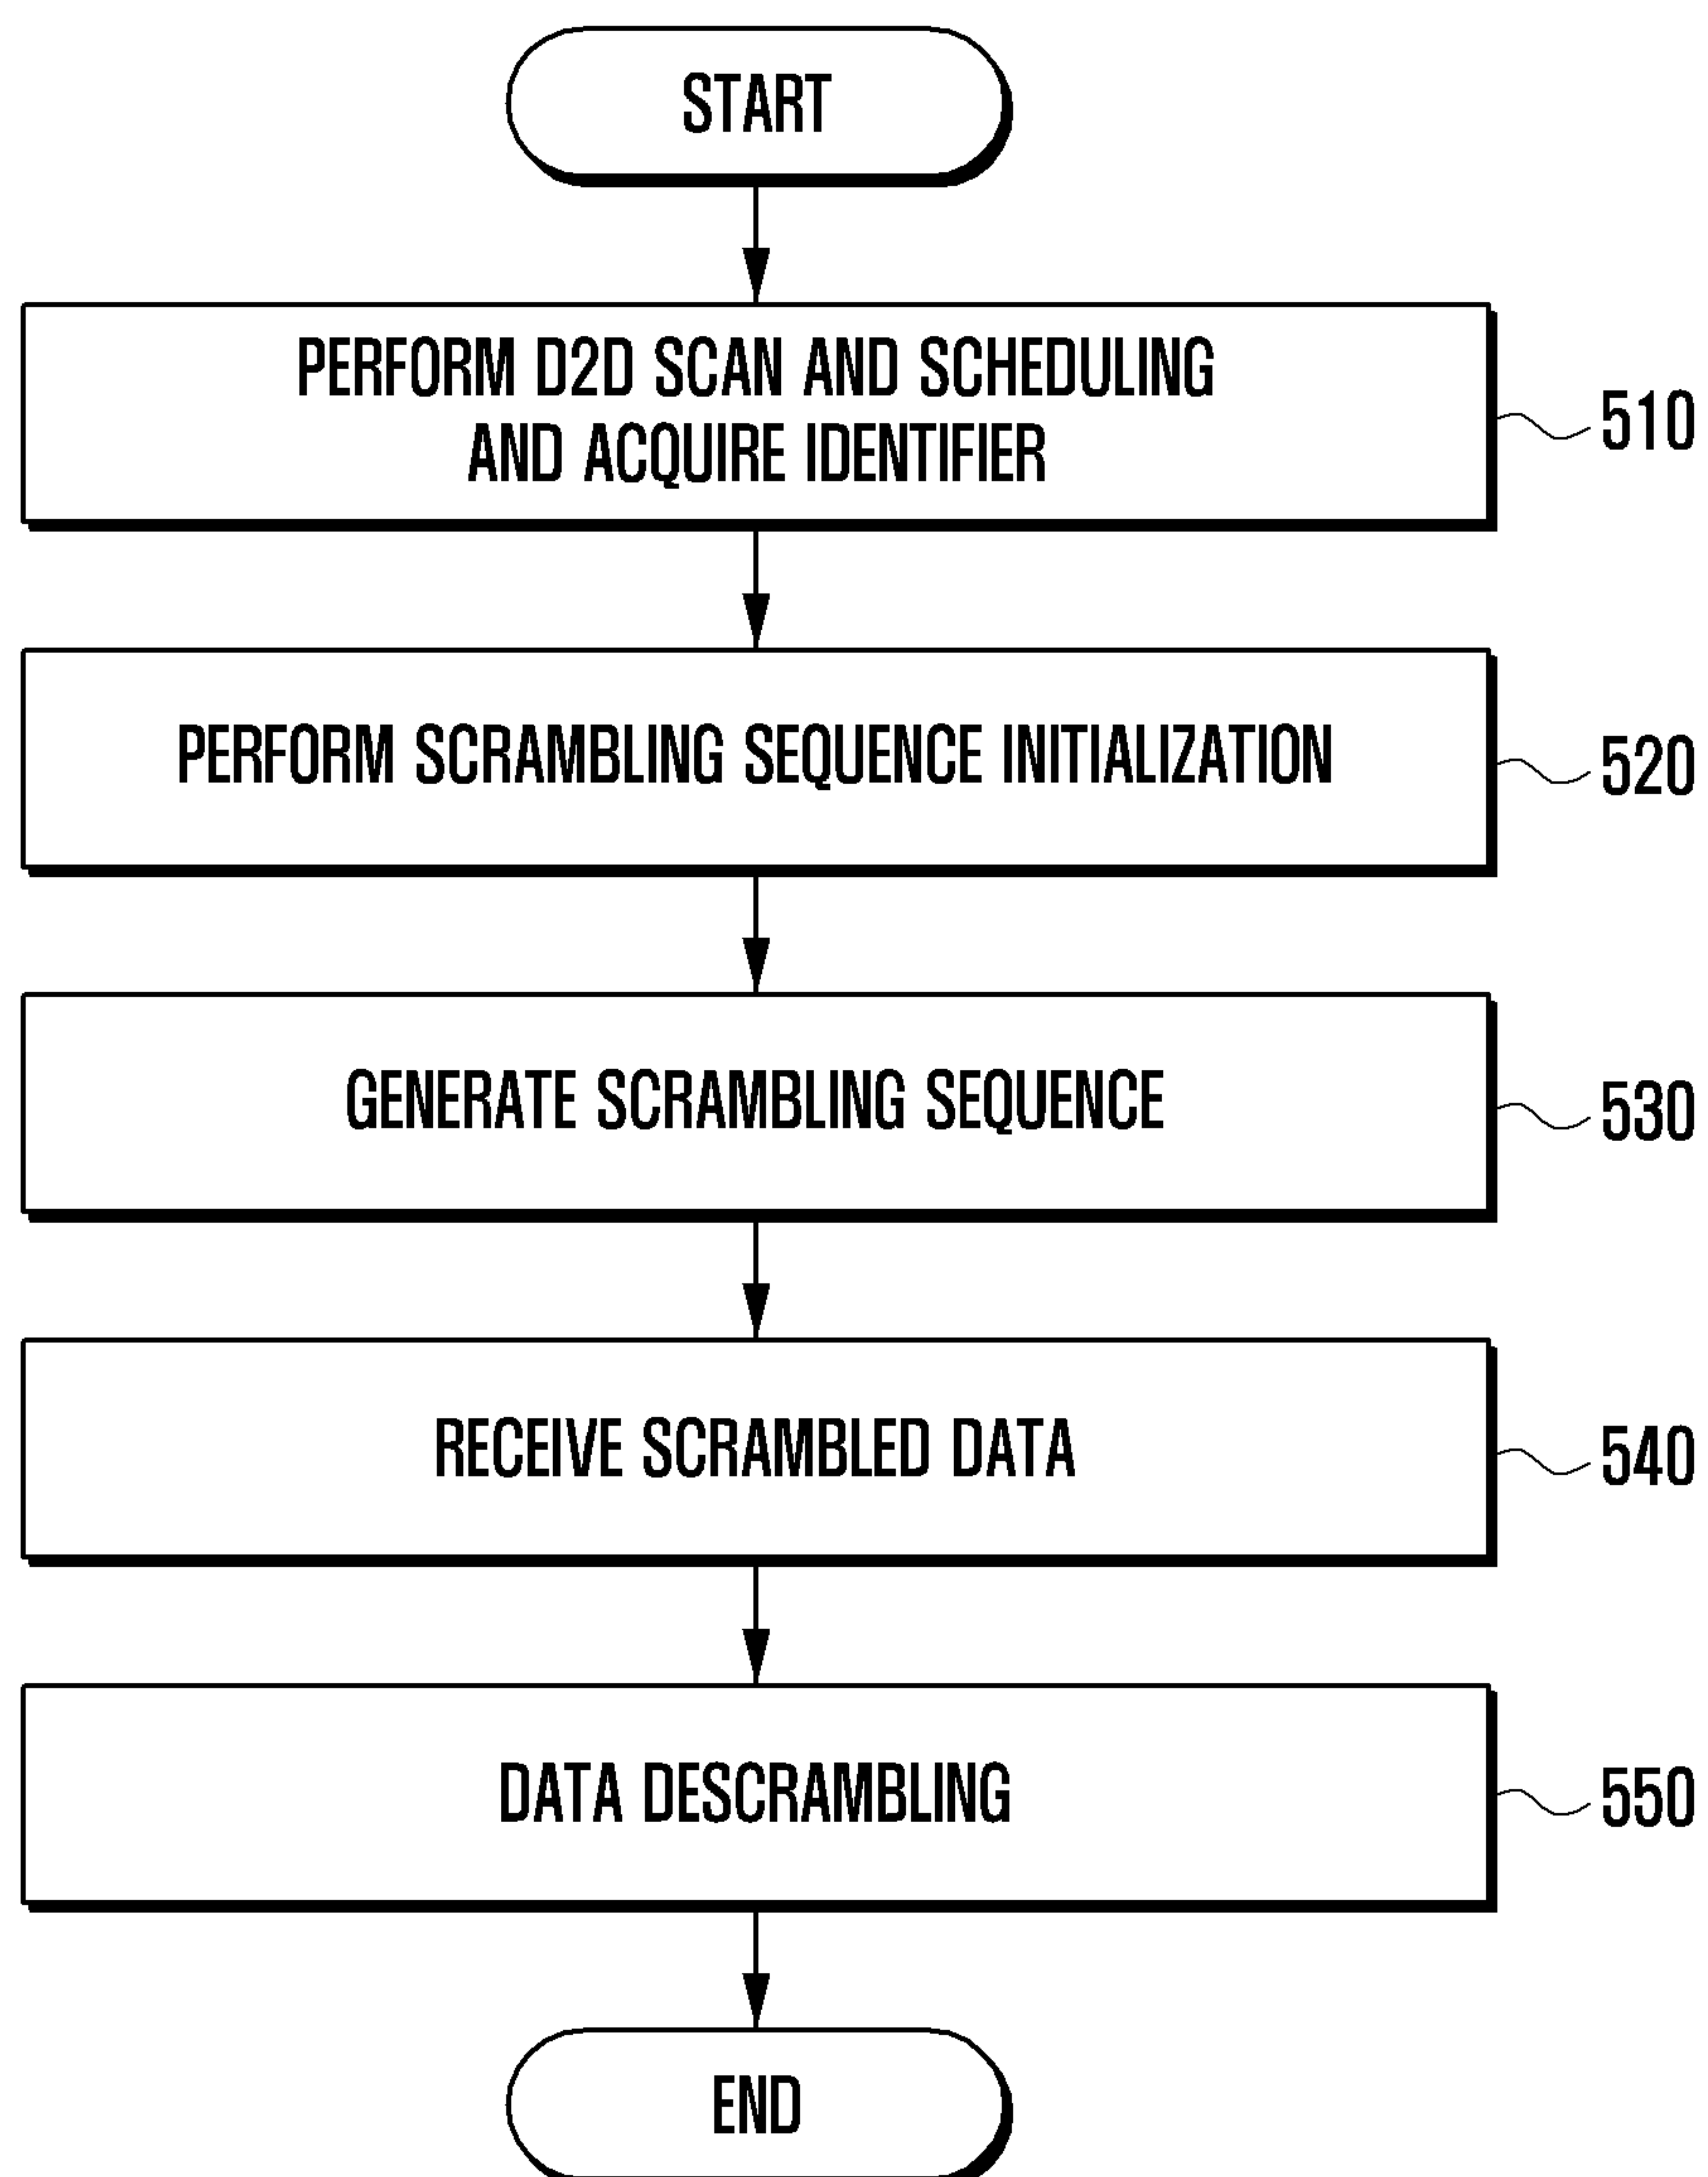 START
PERFORM D2D SCAN AND SCHEDULING
AND ACQUIRE IDENTIFIER
510
PERFORM SCRAMBLING SEQUENCE INITIALIZATION
520
GENERATE SCRAMBLING SEQUENCE
530
RECEIVE SCRAMBLED DATA
540
DATA DESCRAMBLING
550
END